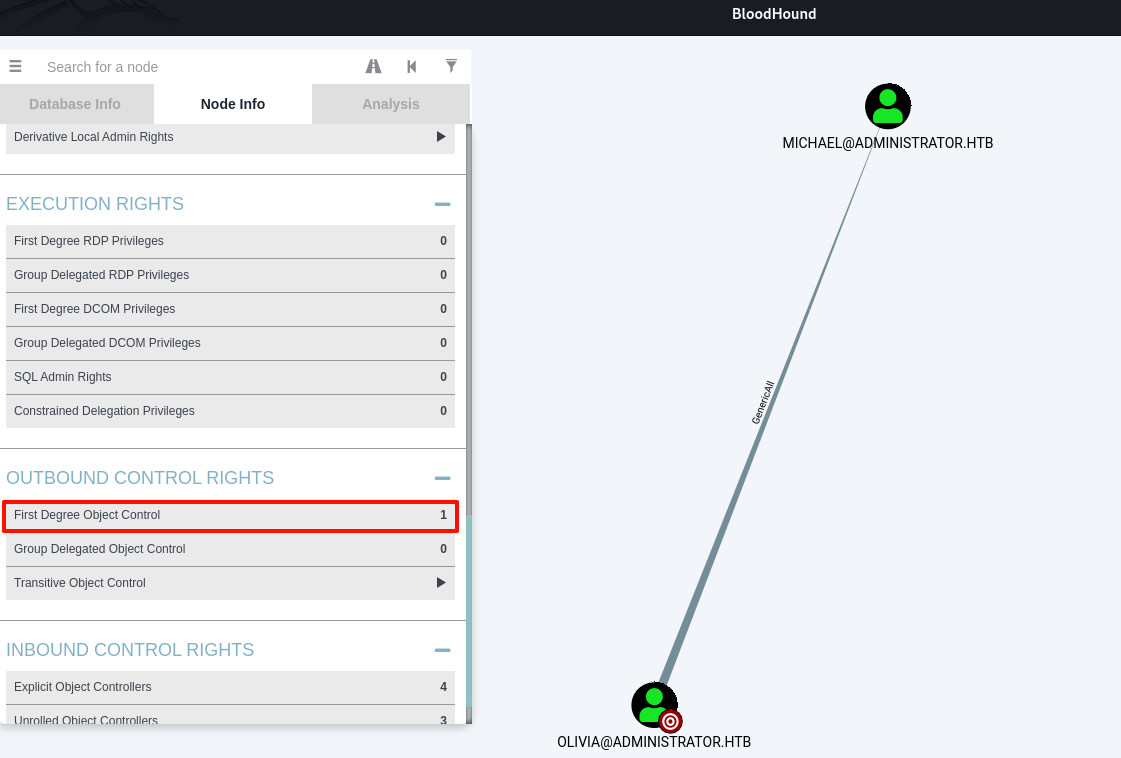 BloodHound
Search for a node
Database Info Node Info Analysis
Derivative Local Admin Rights
EXECUTION RIGHTS
First Degree RDP Privileges 0
Group Delegated RDP Privileges 0
First Degree DCOM Privileges 0
Group Delegated DCOM Privileges 0
SQL Admin Rights 0
Constrained Delegation Privileges 0
OUTBOUND CONTROL RIGHTS
First Degree Object Control 1
Group Delegated Object Control 0
Transitive Object Control
INBOUND CONTROL RIGHTS
Explicit Object Controllers 4
Unrolled Object Controllers 3
MICHAEL@ADMINISTRATOR.HTB
GenericAll
OLIVIA@ADMINISTRATOR.HTB